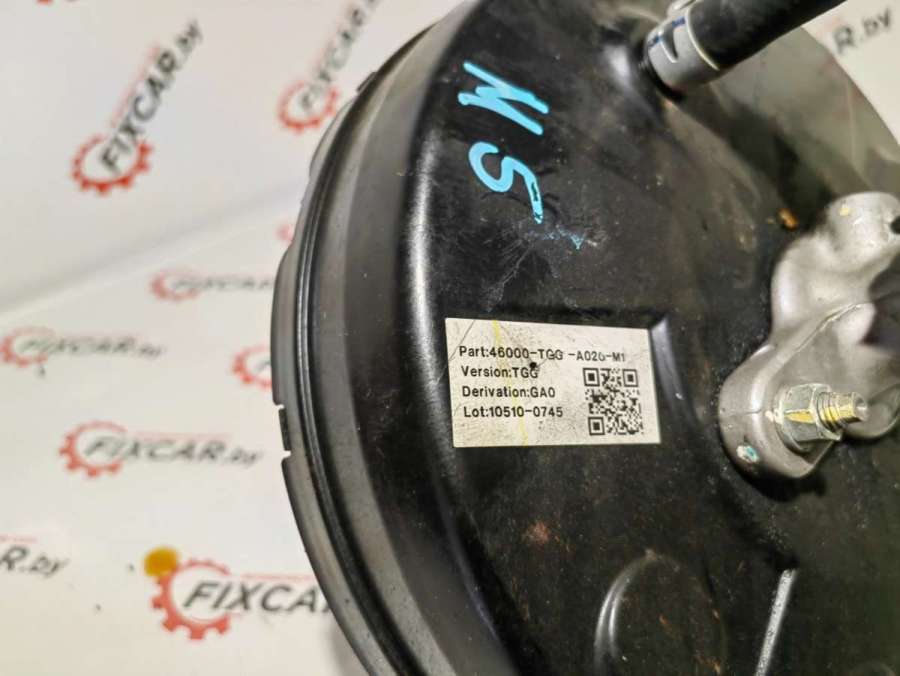 FIXCAR.by
FIXCAR.by
R.by
M5
FIXCAR.by
Part:46000-TGG -A020-M1
Version:TGG
Derivation:GA0
Lot:10510-0745
FIXCAR.by
R.by
FIXCAR